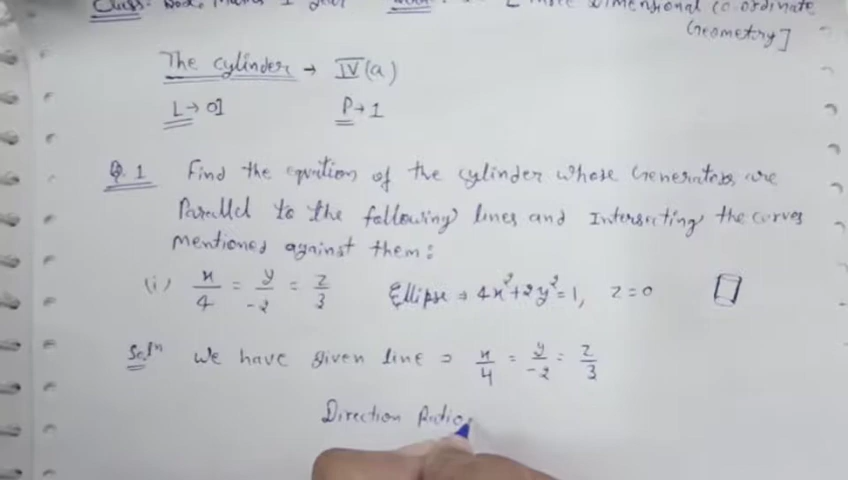 Class: I year
dimensional co-ordinate
Geometry]
The cylinder → IV(a)
L → 01 P → 1
Q.1 Find the equation of the cylinder whose Generators are
Parallel to the following lines and Intersecting the curves
mentioned against them:
(i) x/4 = y/-2 = z/3 Ellipse ⇒ 4x²+2y²=1, z=0
Solⁿ We have given line ⇒ x/4 = y/-2 = z/3
Direction Ratio